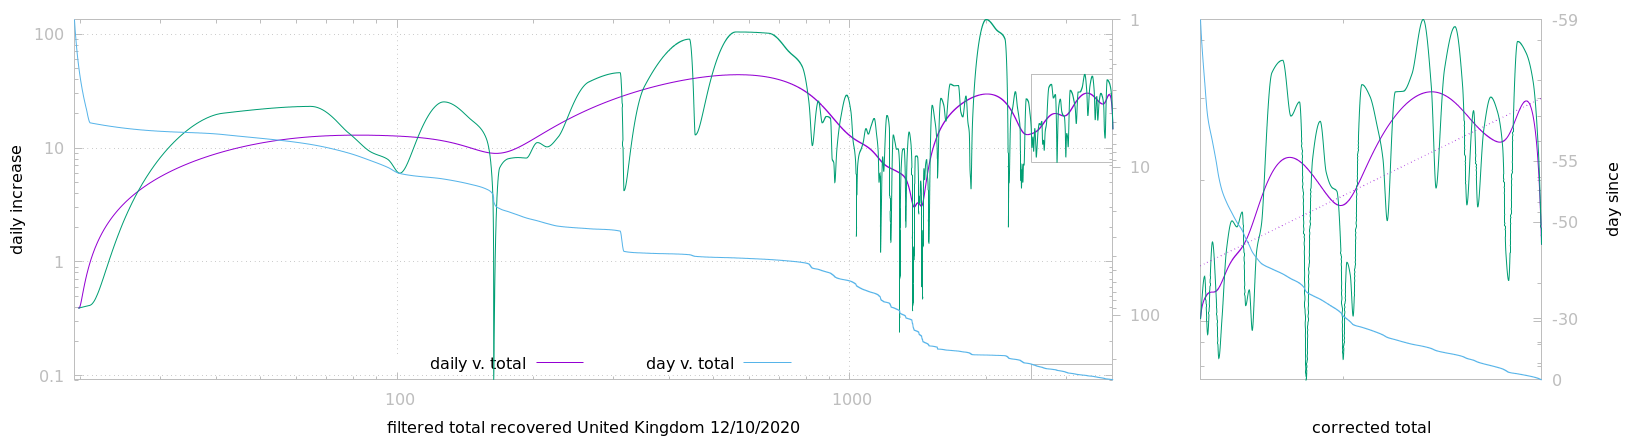 100
10
1
0.1
daily increase
daily v. total
day v. total
100
1000
filtered total recovered United Kingdom 12/10/2020
1
10
100
-59
-55
-50
-30
0
day since
corrected total